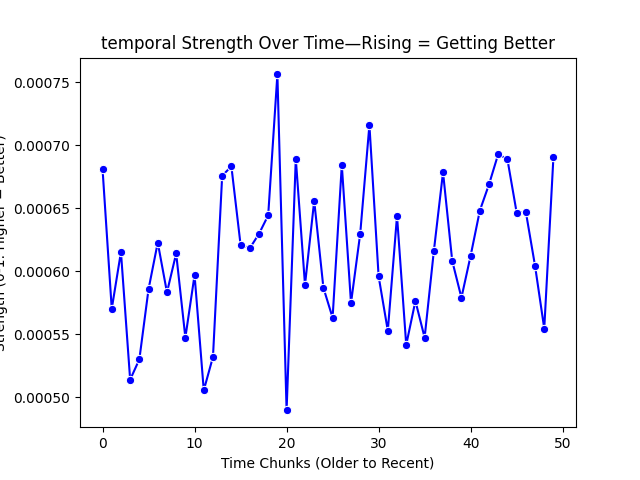 temporal Strength Over Time—Rising = Getting Better
0.00075
0.00070
0.00065
0.00060
0.00055
0.00050
Strength (0-1: Higher = Better)
0 10 20 30 40 50
Time Chunks (Older to Recent)